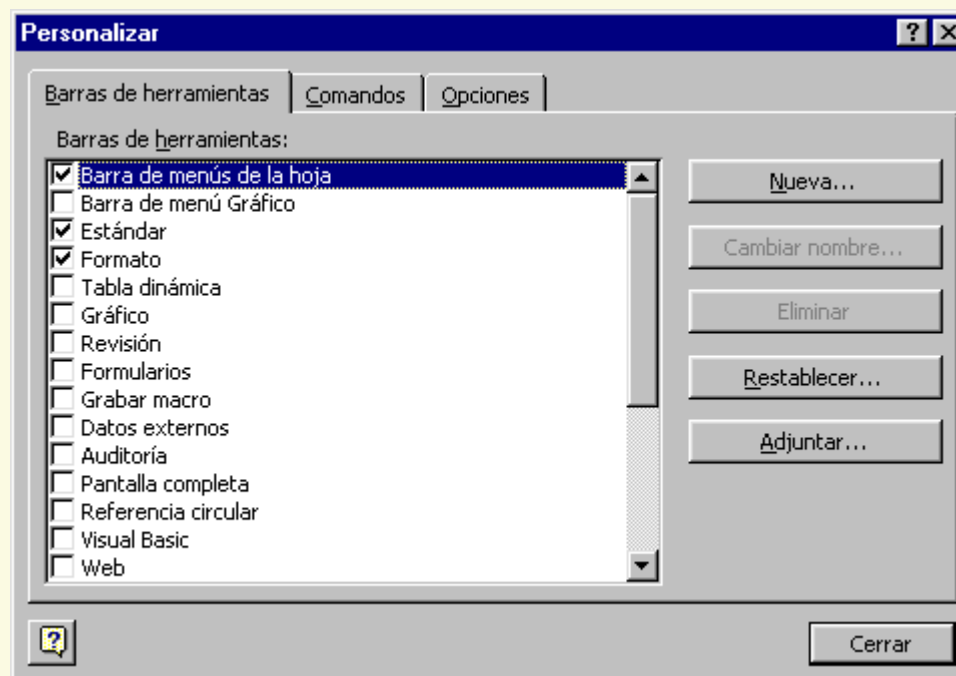 Personalizar
Barras de herramientas
Comandos
Opciones
Barras de herramientas:
Barra de menús de la hoja
Barra de menú Gráfico
Estándar
Formato
Tabla dinámica
Gráfico
Revisión
Formularios
Grabar macro
Datos externos
Auditoría
Pantalla completa
Referencia circular
Visual Basic
Web
Nueva...
Cambiar nombre...
Eliminar
Restablecer...
Adjuntar...
Cerrar